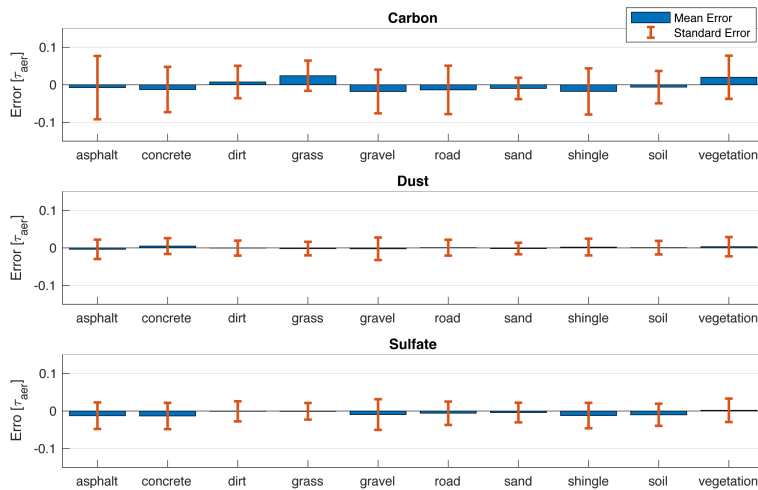 Carbon
Mean Error
Standard Error
Error [τaer]
0.1
0
-0.1
asphalt concrete dirt grass gravel road sand shingle soil vegetation
Dust
Error [τaer]
0.1
0
-0.1
asphalt concrete dirt grass gravel road sand shingle soil vegetation
Sulfate
Erro [τaer]
0.1
0
-0.1
asphalt concrete dirt grass gravel road sand shingle soil vegetation